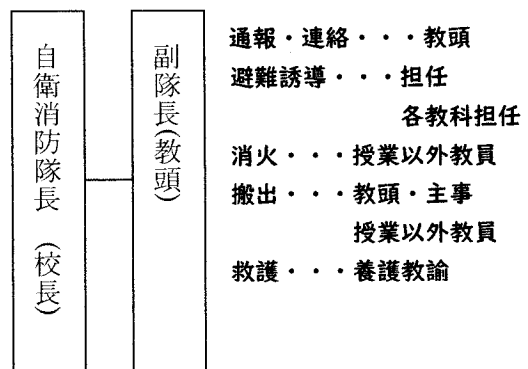 自衛消防隊長（校長）
副隊長（教頭）
通報・連絡・・・教頭
避難誘導・・・担任
各教科担任
消火・・・授業以外教員
搬出・・・教頭・主事
授業以外教員
救護・・・養護教諭